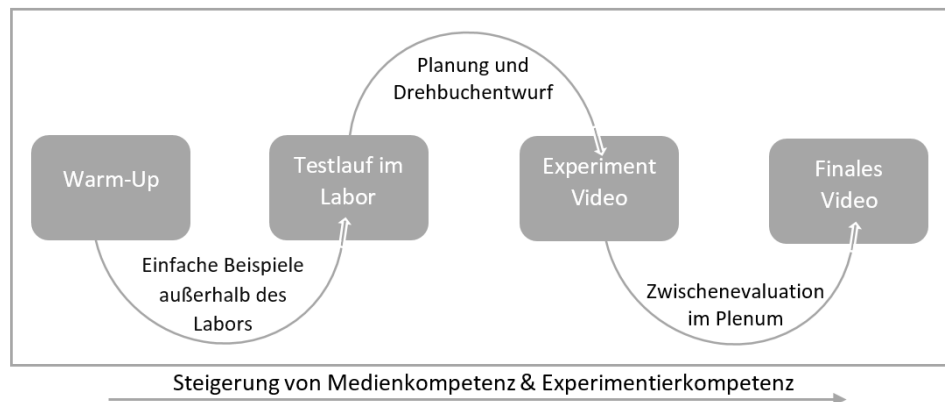 Planung und
Drehbuchentwurf
Warm-Up
Testlauf im
Labor
Experiment
Video
Finales
Video
Einfache Beispiele
außerhalb des
Labors
Zwischenevaluation
im Plenum
Steigerung von Medienkompetenz & Experimentierkompetenz